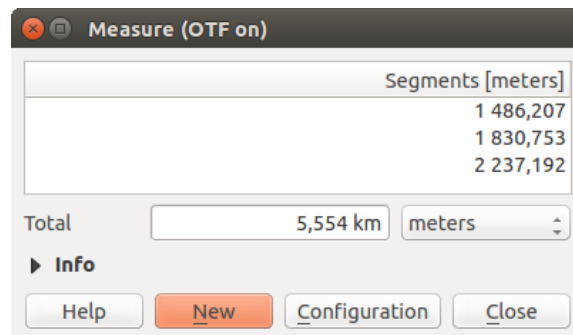 Measure (OTF on)
Segments [meters]
1 486,207
1 830,753
2 237,192
Total 5,554 km meters
Info
Help New Configuration Close